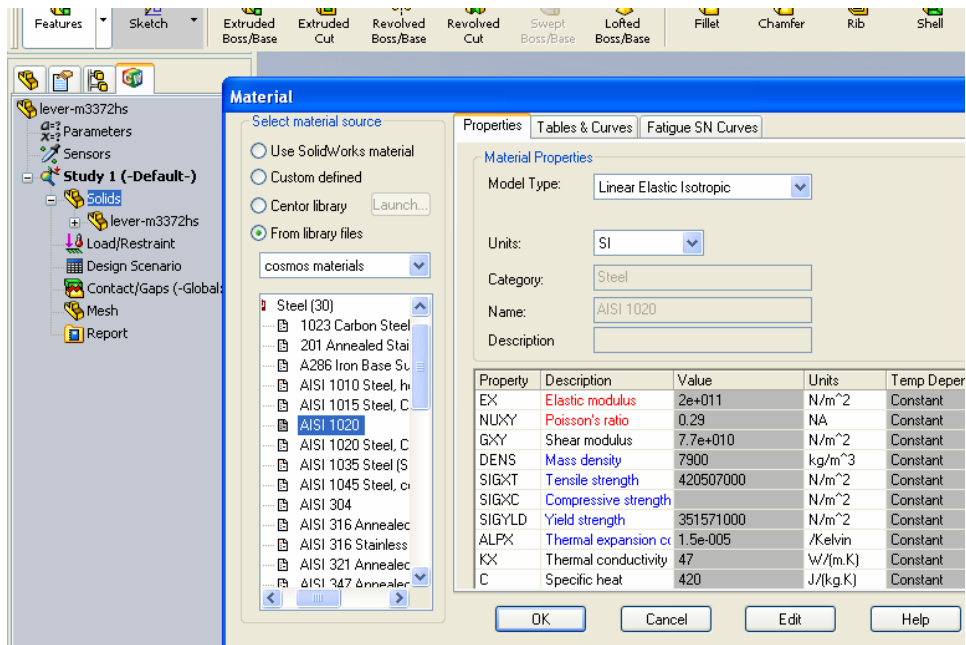 Features
Sketch
Extruded Boss/Base
Extruded Cut
Revolved Boss/Base
Revolved Cut
Swept Boss/Base
Lofted Boss/Base
Fillet
Chamfer
Rib
Shell
lever-m3372hs
Parameters
Sensors
Study 1 (-Default-)
Solids
lever-m3372hs
Load/Restraint
Design Scenario
Contact/Gaps (-Global:
Mesh
Report
Material
Select material source
Use SolidWorks material
Custom defined
Centor library Launch...
From library files
cosmos materials
Steel (30)
1023 Carbon Steel
201 Annealed Stai
A286 Iron Base Su
AISI 1010 Steel, h
AISI 1015 Steel, C
AISI 1020
AISI 1020 Steel, C
AISI 1035 Steel (S
AISI 1045 Steel, c
AISI 304
AISI 316 Annealed
AISI 316 Stainless
AISI 321 Annealed
AISI 347 Annealed
Properties Tables & Curves Fatigue SN Curves
Material Properties
Model Type: Linear Elastic Isotropic
Units: SI
Category: Steel
Name: AISI 1020
Description
Property Description Value Units Temp Deper
EX Elastic modulus 2e+011 N/m^2 Constant
NUXY Poisson's ratio 0.29 NA Constant
GXY Shear modulus 7.7e+010 N/m^2 Constant
DENS Mass density 7900 kg/m^3 Constant
SIGXT Tensile strength 420507000 N/m^2 Constant
SIGXC Compressive strength N/m^2 Constant
SIGYLD Yield strength 351571000 N/m^2 Constant
ALPX Thermal expansion co 1.5e-005 /Kelvin Constant
KX Thermal conductivity 47 W/(m.K) Constant
C Specific heat 420 J/(kg.K) Constant
OK Cancel Edit Help